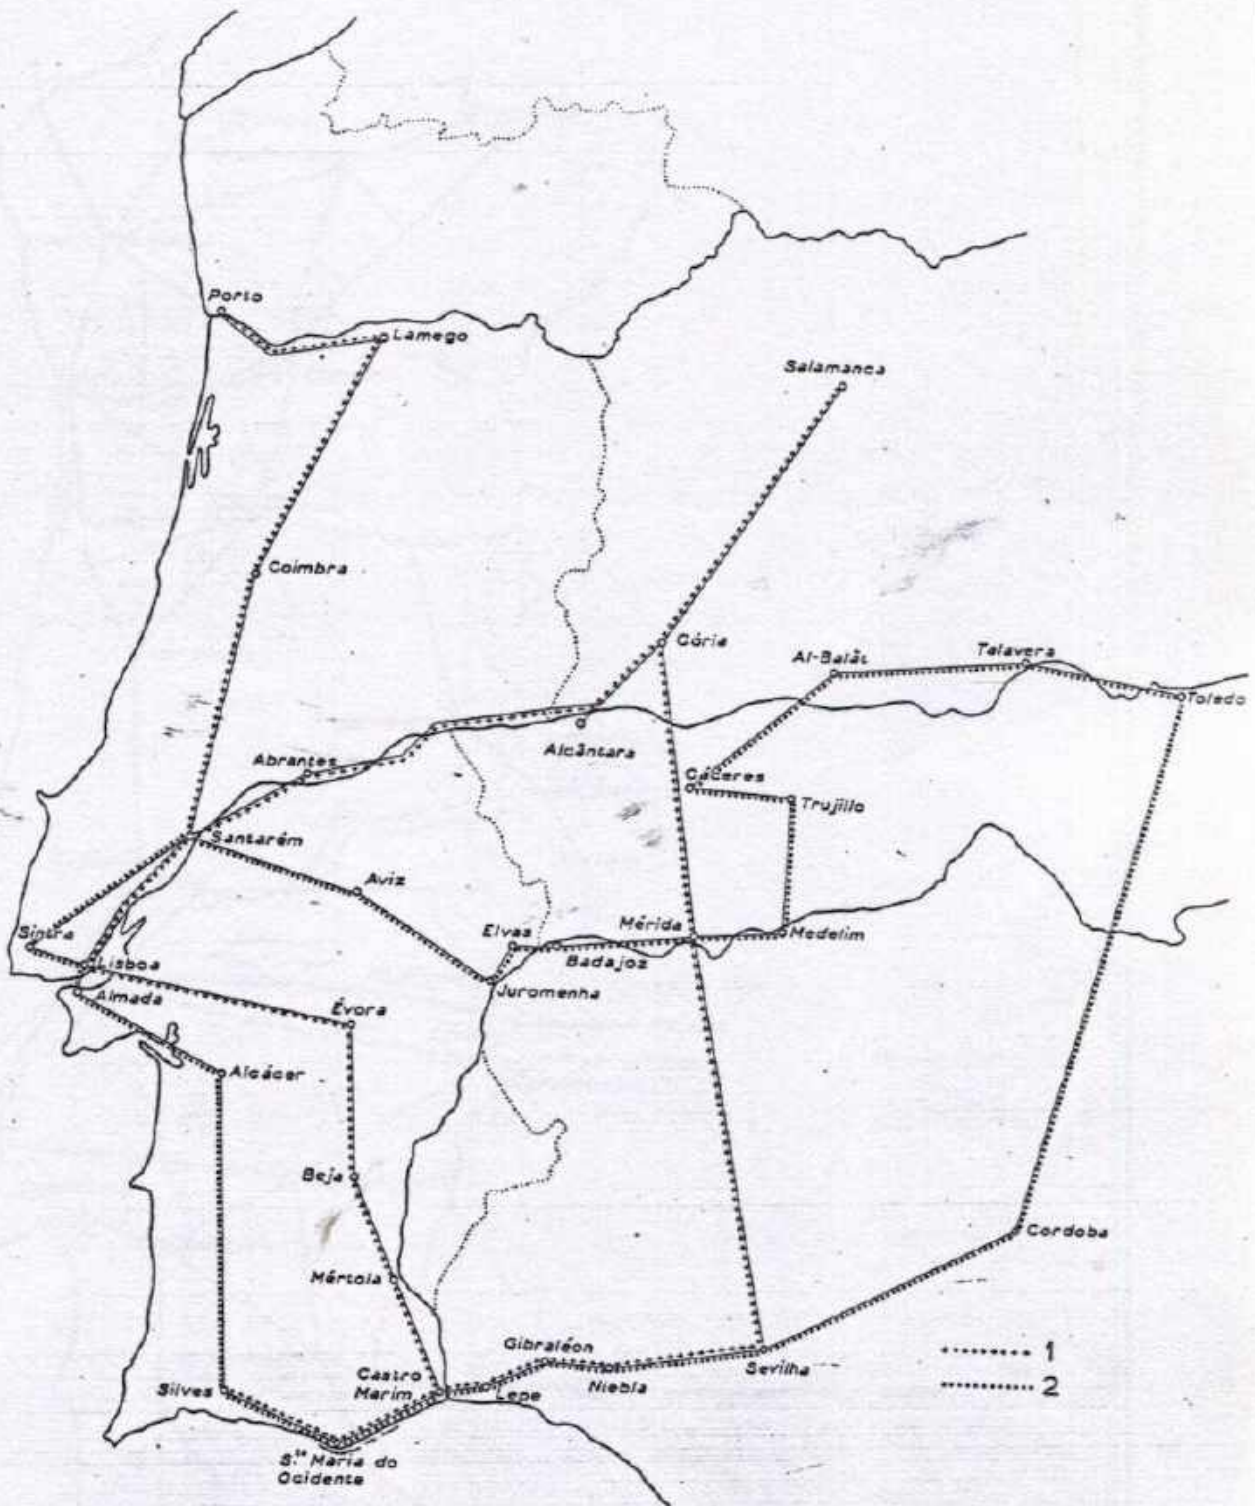 Porto
Lamego
Salamanca
Coimbra
Cória
Al-Balât
Talavera
Toledo
Alcântara
Abrantes
Cáceres
Trujillo
Santarém
Aviz
Sintra
Elvas
Mérida
Medelim
Badajoz
Lisboa
Juromenha
Almada
Évora
Alcácer
Beja
Cordoba
Mértola
Gibraléon
Sevilha
1
2
Castro
Marim
Niebla
Lepe
Silves
S.ta Maria do
Ocidente